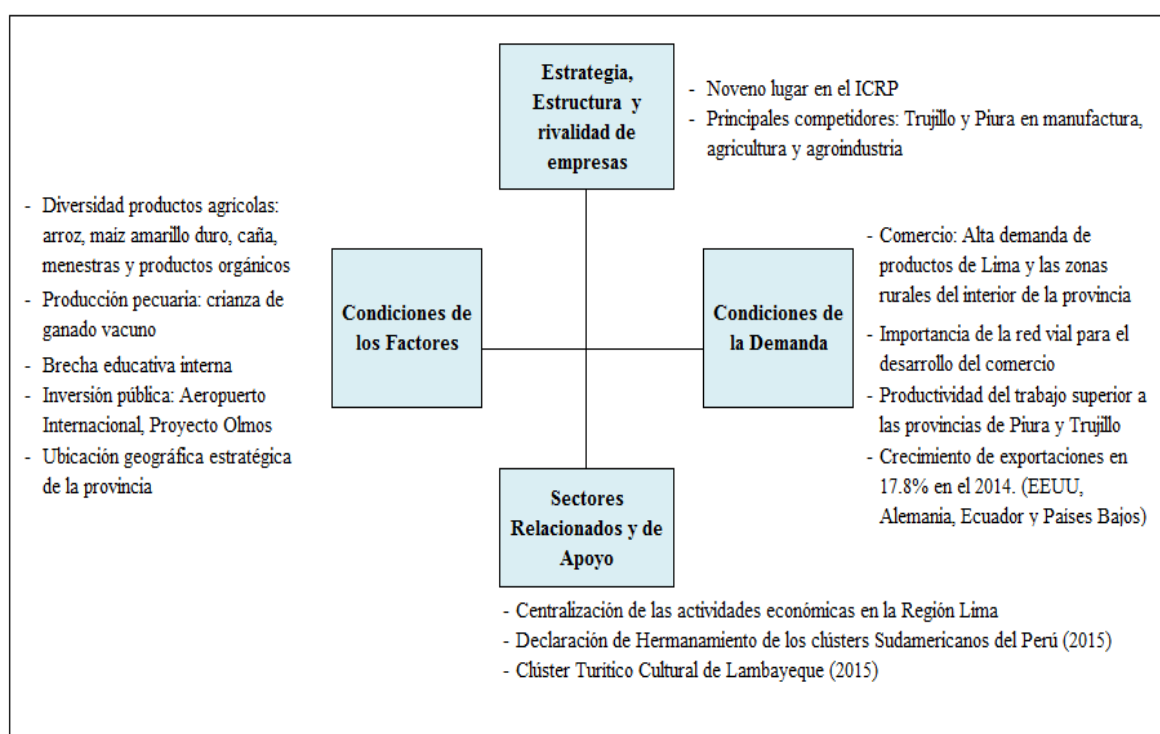 Estrategia,
Estructura y
rivalidad de
empresas
- Noveno lugar en el ICRP
- Principales competidores: Trujillo y Piura en manufactura,
agricultura y agroindustria
- Diversidad productos agrícolas:
arroz, maíz amarillo duro, caña,
menestras y productos orgánicos
- Producción pecuaria: crianza de
ganado vacuno
- Brecha educativa interna
- Inversión pública: Aeropuerto
Internacional, Proyecto Olmos
- Ubicación geográfica estratégica
de la provincia
Condiciones de
los Factores
Condiciones de
la Demanda
- Comercio: Alta demanda de
productos de Lima y las zonas
rurales del interior de la provincia
- Importancia de la red vial para el
desarrollo del comercio
- Productividad del trabajo superior a
las provincias de Piura y Trujillo
- Crecimiento de exportaciones en
17.8% en el 2014. (EEUU,
Alemania, Ecuador y Países Bajos)
Sectores
Relacionados y de
Apoyo
- Centralización de las actividades económicas en la Región Lima
- Declaración de Hermanamiento de los clústers Sudamericanos del Perú (2015)
- Clúster Turítico Cultural de Lambayeque (2015)